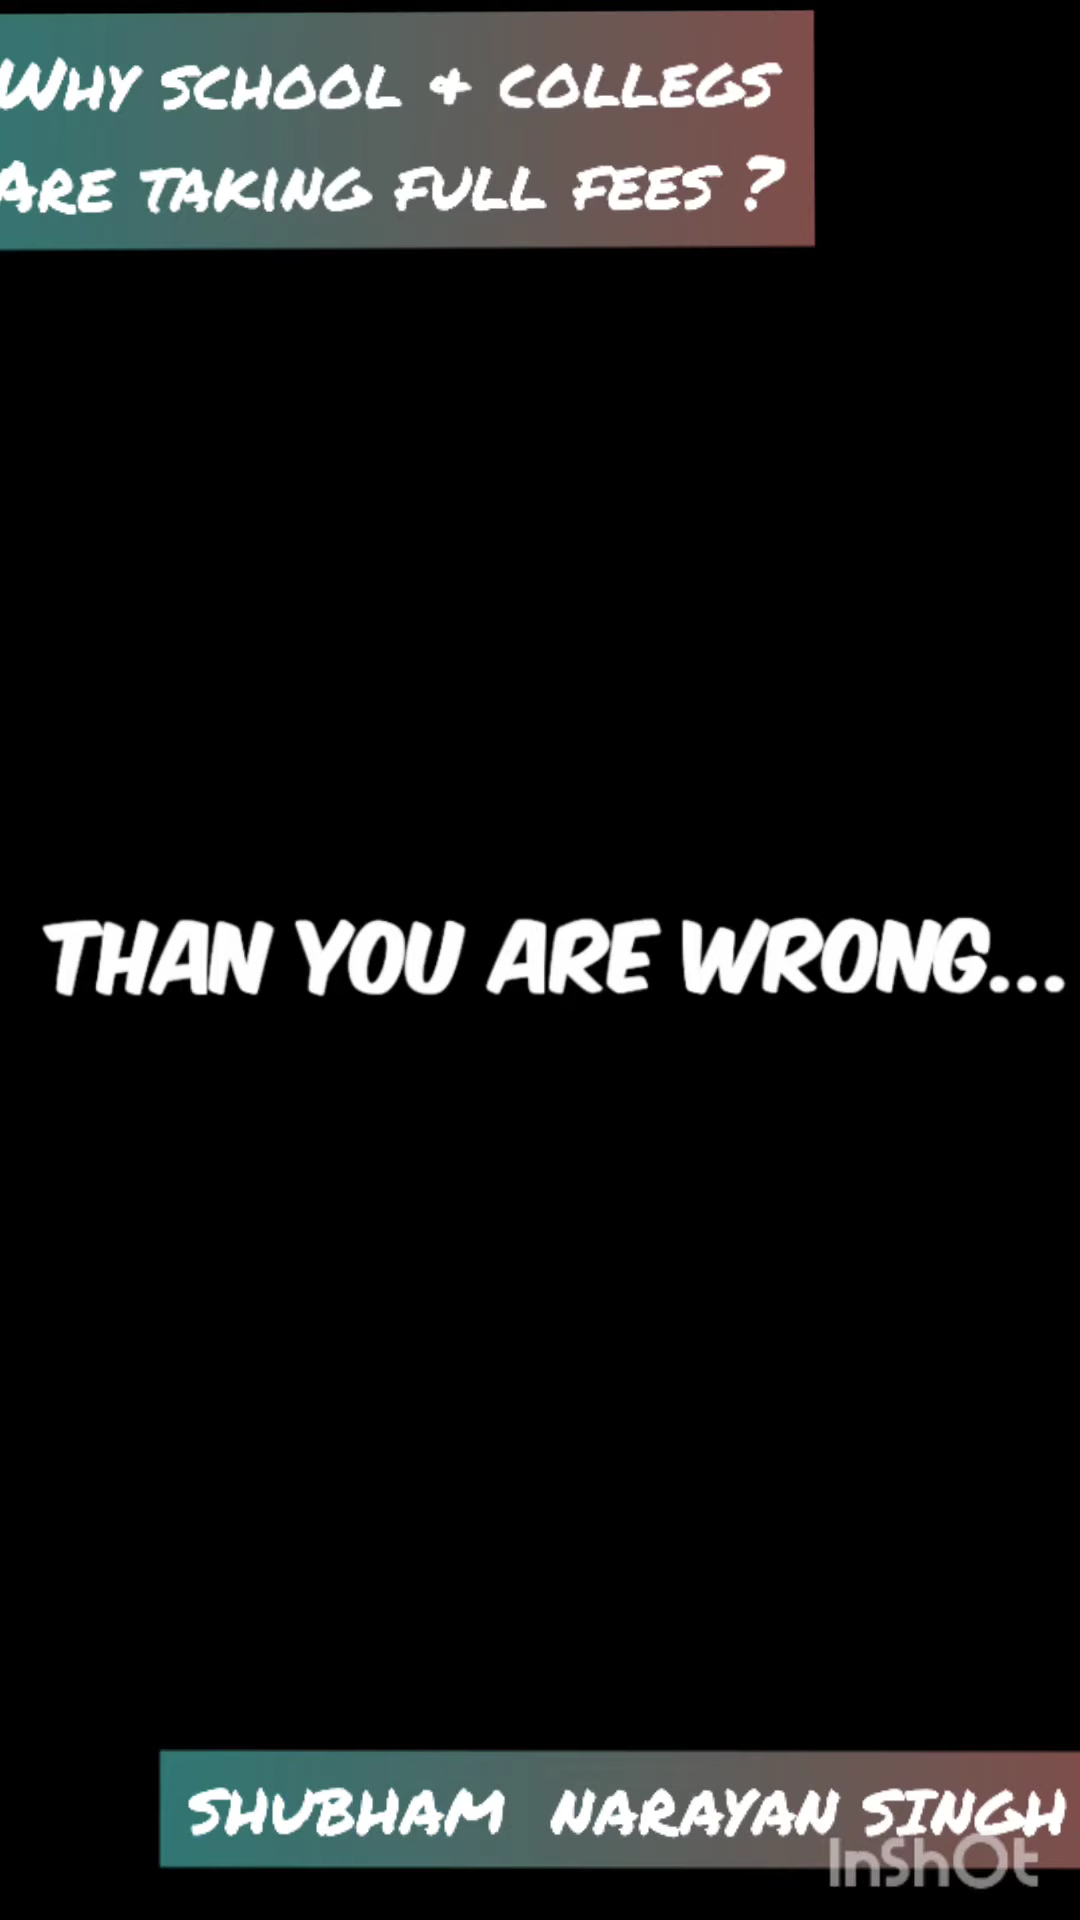 WHY SCHOOL & COLLEGS
ARE TAKING FULL FEES ?
THAN YOU ARE WRONG...
SHUBHAM NARAYAN SINGH
InShOt